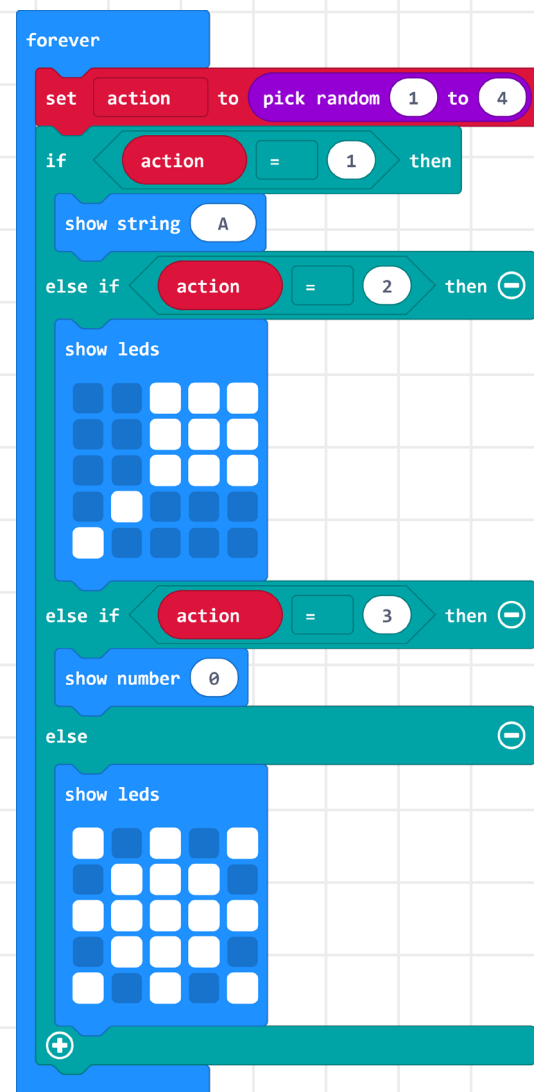 forever
set action to pick random 1 to 4
if action = 1 then
show string A
else if action = 2 then
show leds
else if action = 3 then
show number 0
else
show leds